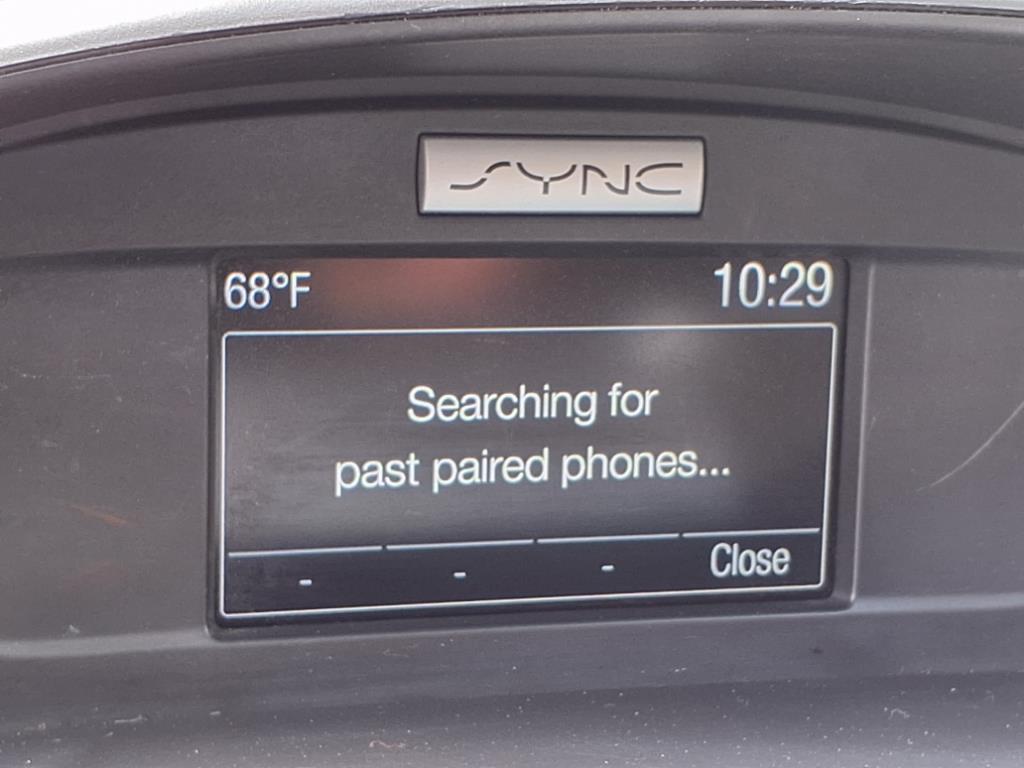 SYNC
68°F 10:29
Searching for
past paired phones...
- - - Close